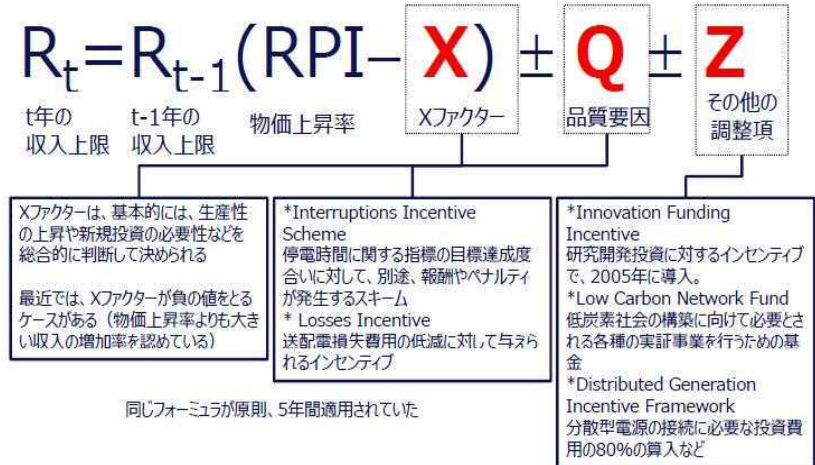 Rt=Rt-1(RPI-X)±Q±Z
t年の
収入上限
t-1年の
収入上限
物価上昇率
Xファクター
品質要因
その他の
調整項
Xファクターは、基本的には、生産性
の上昇や新規投資の必要性などを
総合的に判断して決められる
最近では、Xファクターが負の値をとる
ケースがある（物価上昇率よりも大き
い収入の増加率を認めている）
*Interruptions Incentive
Scheme
停電時間に関する指標の目標達成度
合いに対して、別途、報酬やペナルティ
が発生するスキーム
* Losses Incentive
送配電損失費用の低減に対して与えら
れるインセンティブ
*Innovation Funding
Incentive
研究開発投資に対するインセンティブ
で、2005年に導入。
*Low Carbon Network Fund
低炭素社会の構築に向けて必要とさ
れる各種の実証事業を行うための基
金
*Distributed Generation
Incentive Framework
分散型電源の接続に必要な投資費
用の80%の算入など
同じフォーミュラが原則、5年間適用されていた